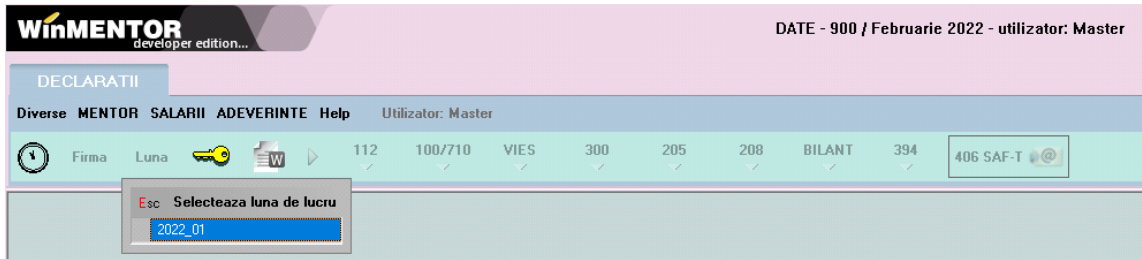 WinMENTOR
developer edition...
DATE - 900 / Februarie 2022 - utilizator: Master
DECLARATII
Diverse MENTOR SALARII ADEVERINTE Help Utilizator: Master
Firma Luna W 112 100/710 VIES 300 205 208 BILANT 394 406 SAF-T @
Esc Selecteaza luna de lucru
2022_01